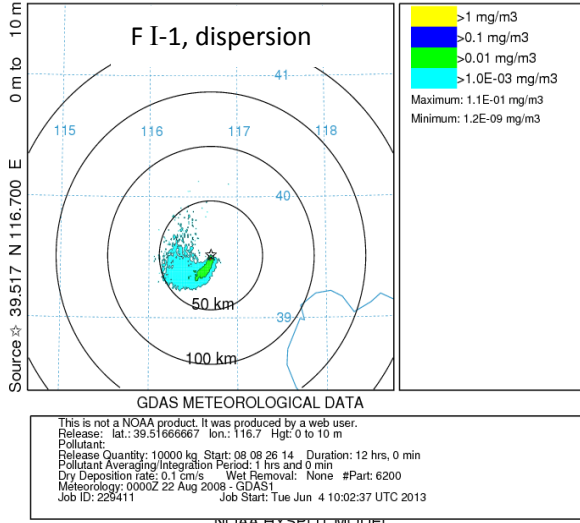 F I-1, dispersion
0 m to 10 m
Source ☆ 39.517 N 116.700 E
115
116
117
118
41
40
39
50 km
100 km
>1 mg/m3
>0.1 mg/m3
>0.01 mg/m3
>1.0E-03 mg/m3
Maximum: 1.1E-01 mg/m3
Minimum: 1.2E-09 mg/m3
GDAS METEOROLOGICAL DATA
This is not a NOAA product. It was produced by a web user.
Release: lat.: 39.51666667 lon.: 116.7 Hgt: 0 to 10 m
Pollutant:
Release Quantity: 10000 kg Start: 08 08 26 14 Duration: 12 hrs, 0 min
Pollutant Averaging/Integration Period: 1 hrs and 0 min
Dry Deposition rate: 0.1 cm/s Wet Removal: None #Part: 6200
Meteorology: 0000Z 22 Aug 2008 - GDAS1
Job ID: 229411 Job Start: Tue Jun 4 10:02:37 UTC 2013
NOAA HYSPLIT MODEL